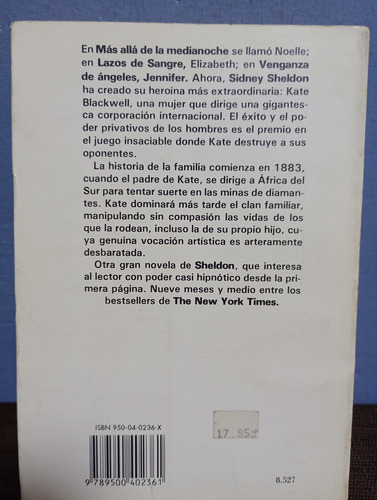 En Más allá de la medianoche se llamó Noelle;
en Lazos de Sangre, Elizabeth; en Venganza
de ángeles, Jennifer. Ahora, Sidney Sheldon
ha creado su heroína más extraordinaria: Kate
Blackwell, una mujer que dirige una gigantes-
ca corporación internacional. El éxito y el po-
der privativos de los hombres es el premio en
el juego insaciable donde Kate destruye a sus
oponentes.
La historia de la familia comienza en 1883,
cuando el padre de Kate, se dirige a África del
Sur para tentar suerte en las minas de diaman-
tes. Kate dominará más tarde el clan familiar,
manipulando sin compasión las vidas de los
que la rodean, incluso la de su propio hijo, cu-
ya genuina vocación artística es arteramente
desbaratada.
Otra gran novela de Sheldon, que interesa
al lector con poder casi hipnótico desde la pri-
mera página. Nueve meses y medio entre los
bestsellers de The New York Times.
ISBN 950-04-0236-X
9 789500 402361
8.527